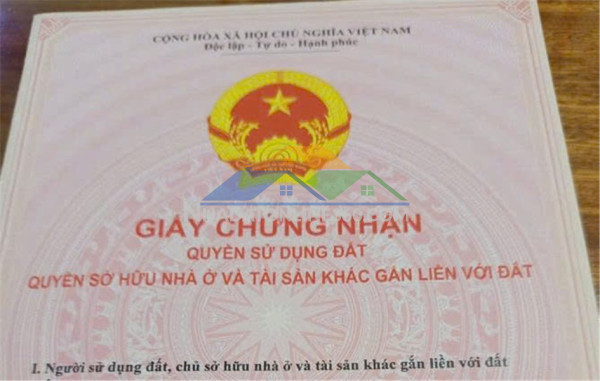 CỘNG HÒA XÃ HỘI CHỦ NGHĨA VIỆT NAM
Độc lập - Tự do - Hạnh phúc
GIẤY CHỨNG NHẬN
QUYỀN SỬ DỤNG ĐẤT
QUYỀN SỞ HỮU NHÀ Ở VÀ TÀI SẢN KHÁC GẮN LIỀN VỚI ĐẤT
I. Người sử dụng đất, chủ sở hữu nhà ở và tài sản khác gắn liền với đất